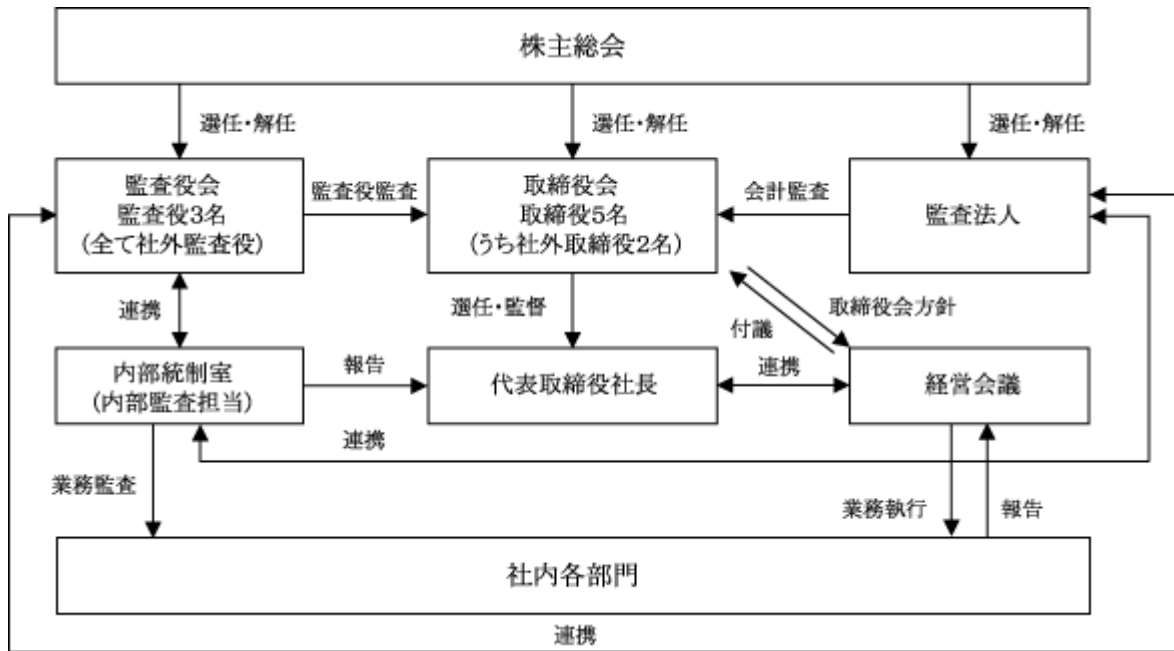 株主総会
選任・解任
選任・解任
選任・解任
監査役会
監査役3名
(全て社外監査役)
監査役監査
取締役会
取締役5名
(うち社外取締役2名)
会計監査
監査法人
連携
選任・監督
取締役会方針
付議
内部統制室
(内部監査担当)
報告
代表取締役社長
連携
経営会議
連携
業務監査
業務執行
報告
社内各部門
連携